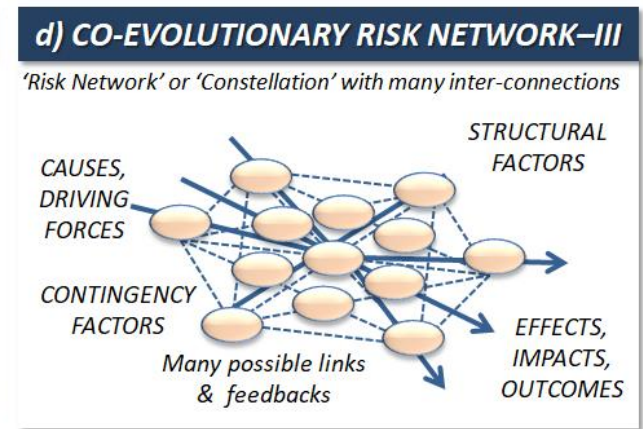 d) CO-EVOLUTIONARY RISK NETWORK–III
‘Risk Network’ or ‘Constellation’ with many inter-connections
STRUCTURAL
FACTORS
CAUSES,
DRIVING
FORCES
CONTINGENCY
FACTORS
EFFECTS,
IMPACTS,
OUTCOMES
Many possible links
& feedbacks